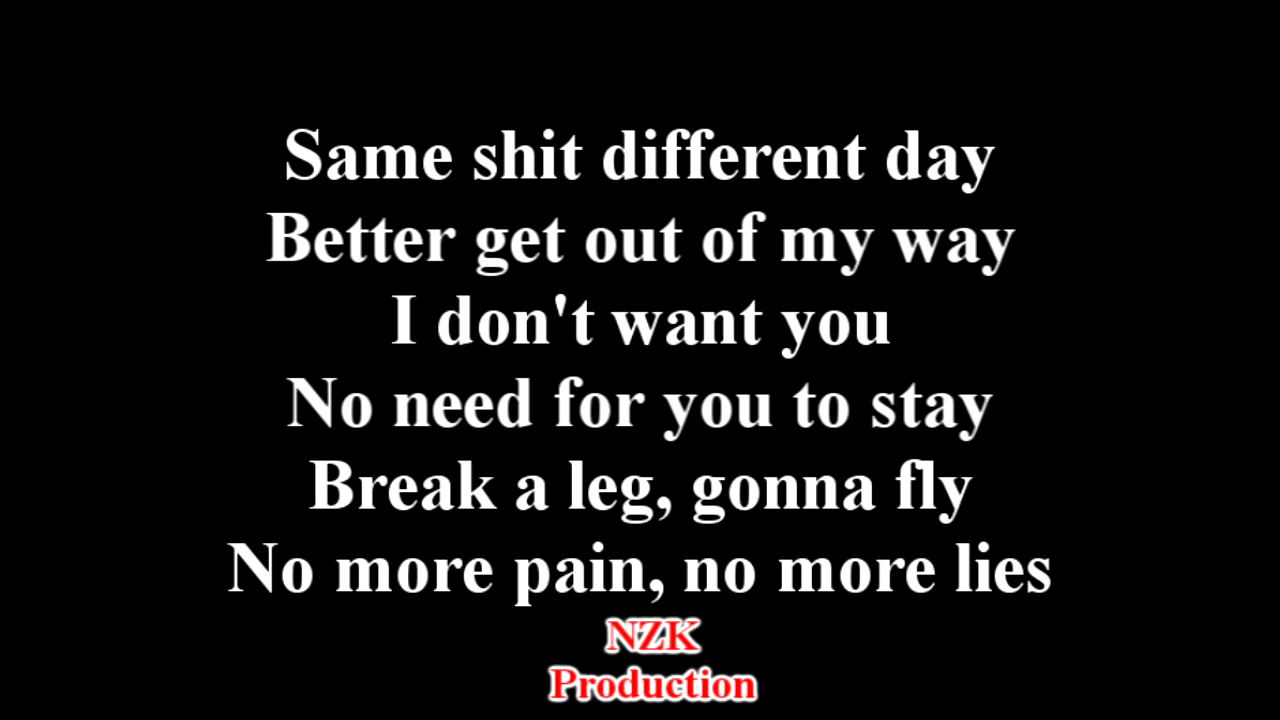 Same shit different day
Better get out of my way
I don't want you
No need for you to stay
Break a leg, gonna fly
No more pain, no more lies
NZK
Production